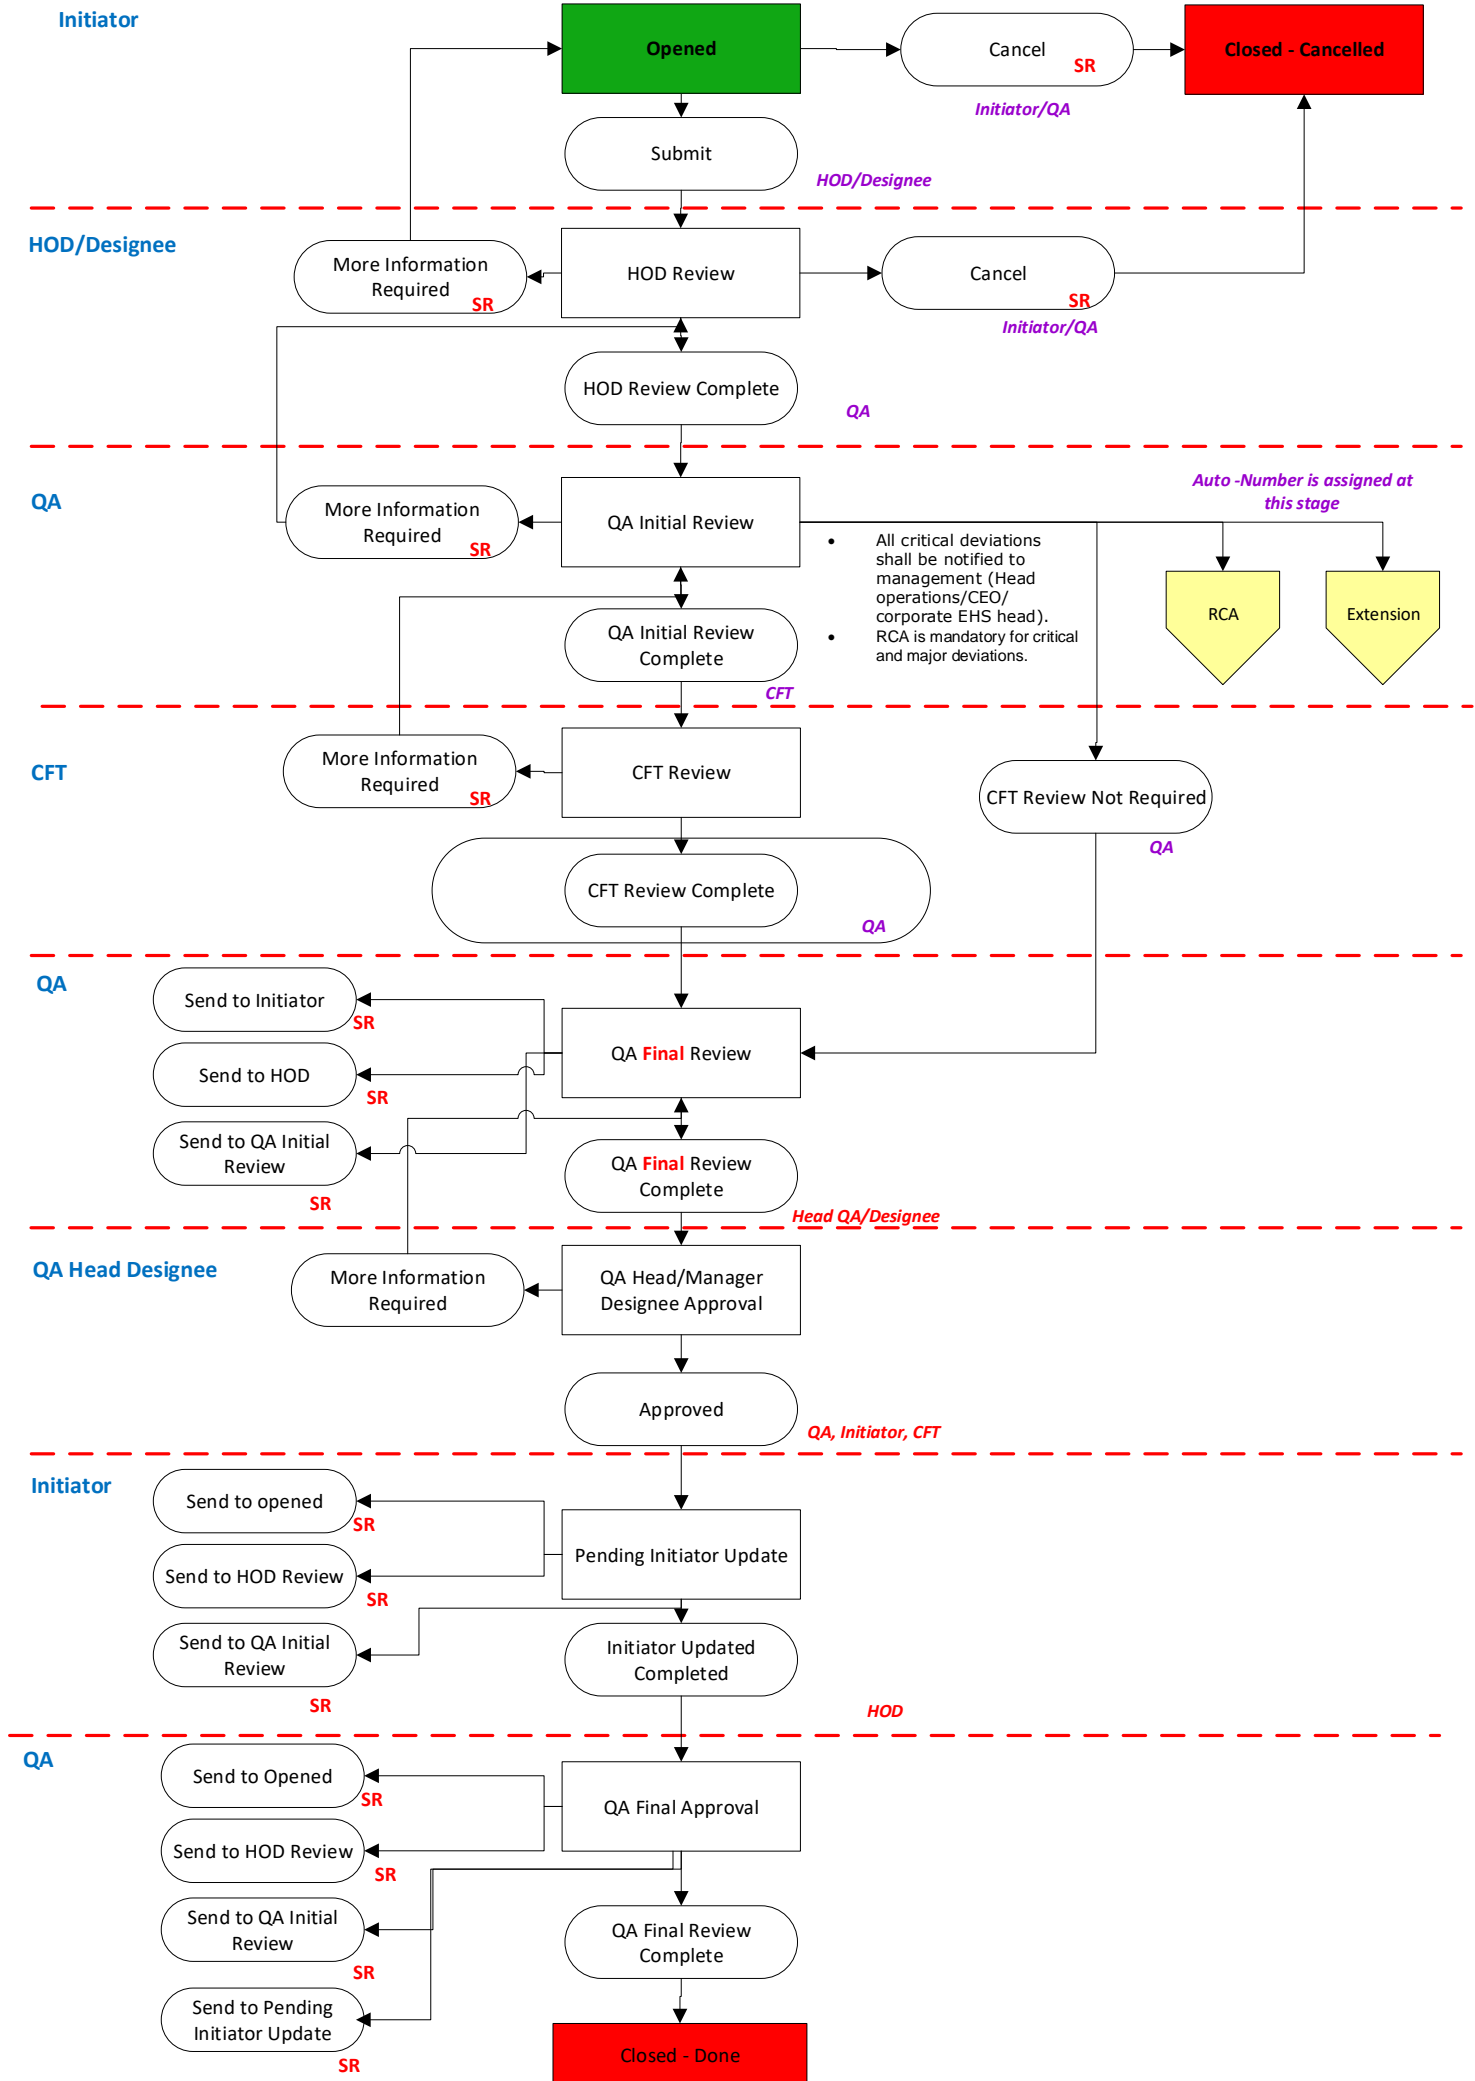 Initiator
Opened
Cancel
SR
Closed - Cancelled
Initiator/QA
Submit
HOD/Designee
HOD/Designee
More Information
Required
SR
HOD Review
Cancel
SR
Initiator/QA
HOD Review Complete
QA
QA
More Information
Required
SR
QA Initial Review
Auto -Number is assigned at
this stage
• All critical deviations
shall be notified to
management (Head
operations/CEO/
corporate EHS head).
• RCA is mandatory for critical
and major deviations.
RCA
Extension
QA Initial Review
Complete
CFT
CFT
More Information
Required
SR
CFT Review
CFT Review Not Required
QA
CFT Review Complete
QA
QA
Send to Initiator
SR
QA Final Review
Send to HOD
SR
Send to QA Initial
Review
SR
QA Final Review
Complete
Head QA/Designee
QA Head Designee
More Information
Required
QA Head/Manager
Designee Approval
Approved
QA, Initiator, CFT
Initiator
Send to opened
SR
Pending Initiator Update
Send to HOD Review
SR
Send to QA Initial
Review
SR
Initiator Updated
Completed
HOD
QA
Send to Opened
SR
QA Final Approval
Send to HOD Review
SR
Send to QA Initial
Review
SR
QA Final Review
Complete
Send to Pending
Initiator Update
SR
Closed - Done